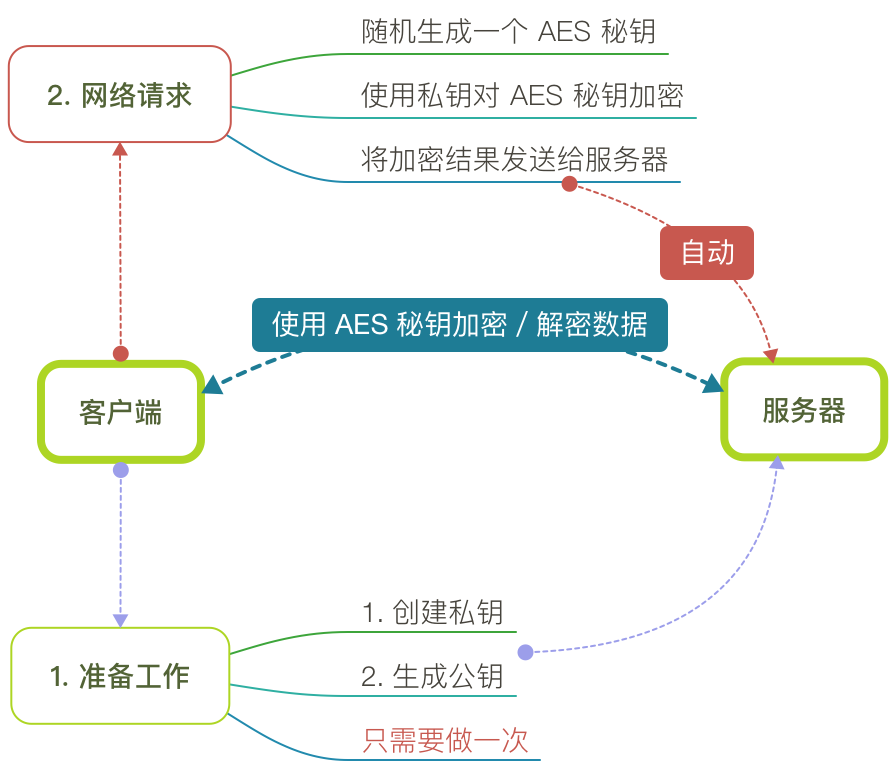 随机生成一个 AES 秘钥
2. 网络请求
使用私钥对 AES 秘钥加密
将加密结果发送给服务器
自动
使用 AES 秘钥加密 / 解密数据
客户端
服务器
1. 创建私钥
1. 准备工作
2. 生成公钥
只需要做一次